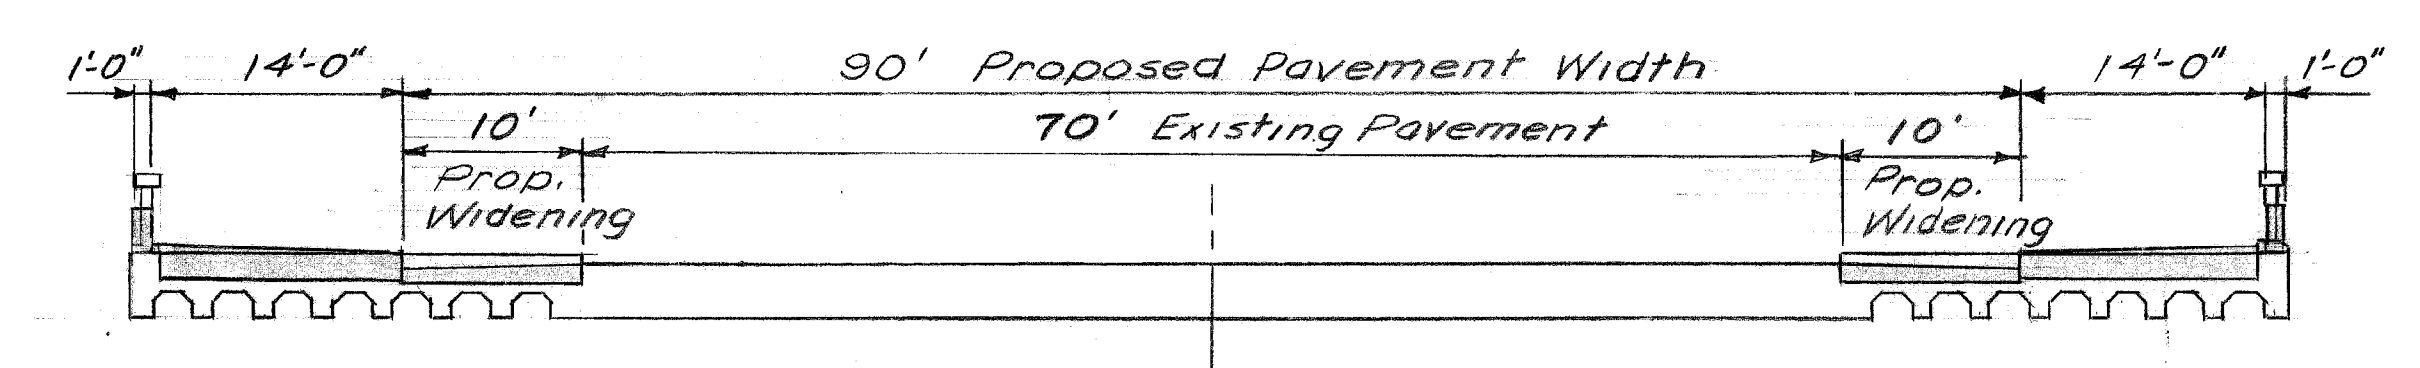 1'-0" 14'-0" 90' Proposed Pavement Width 14'-0" 1'-0"
10' 70' Existing Pavement 10'
Prop. Prop.
Widening Widening